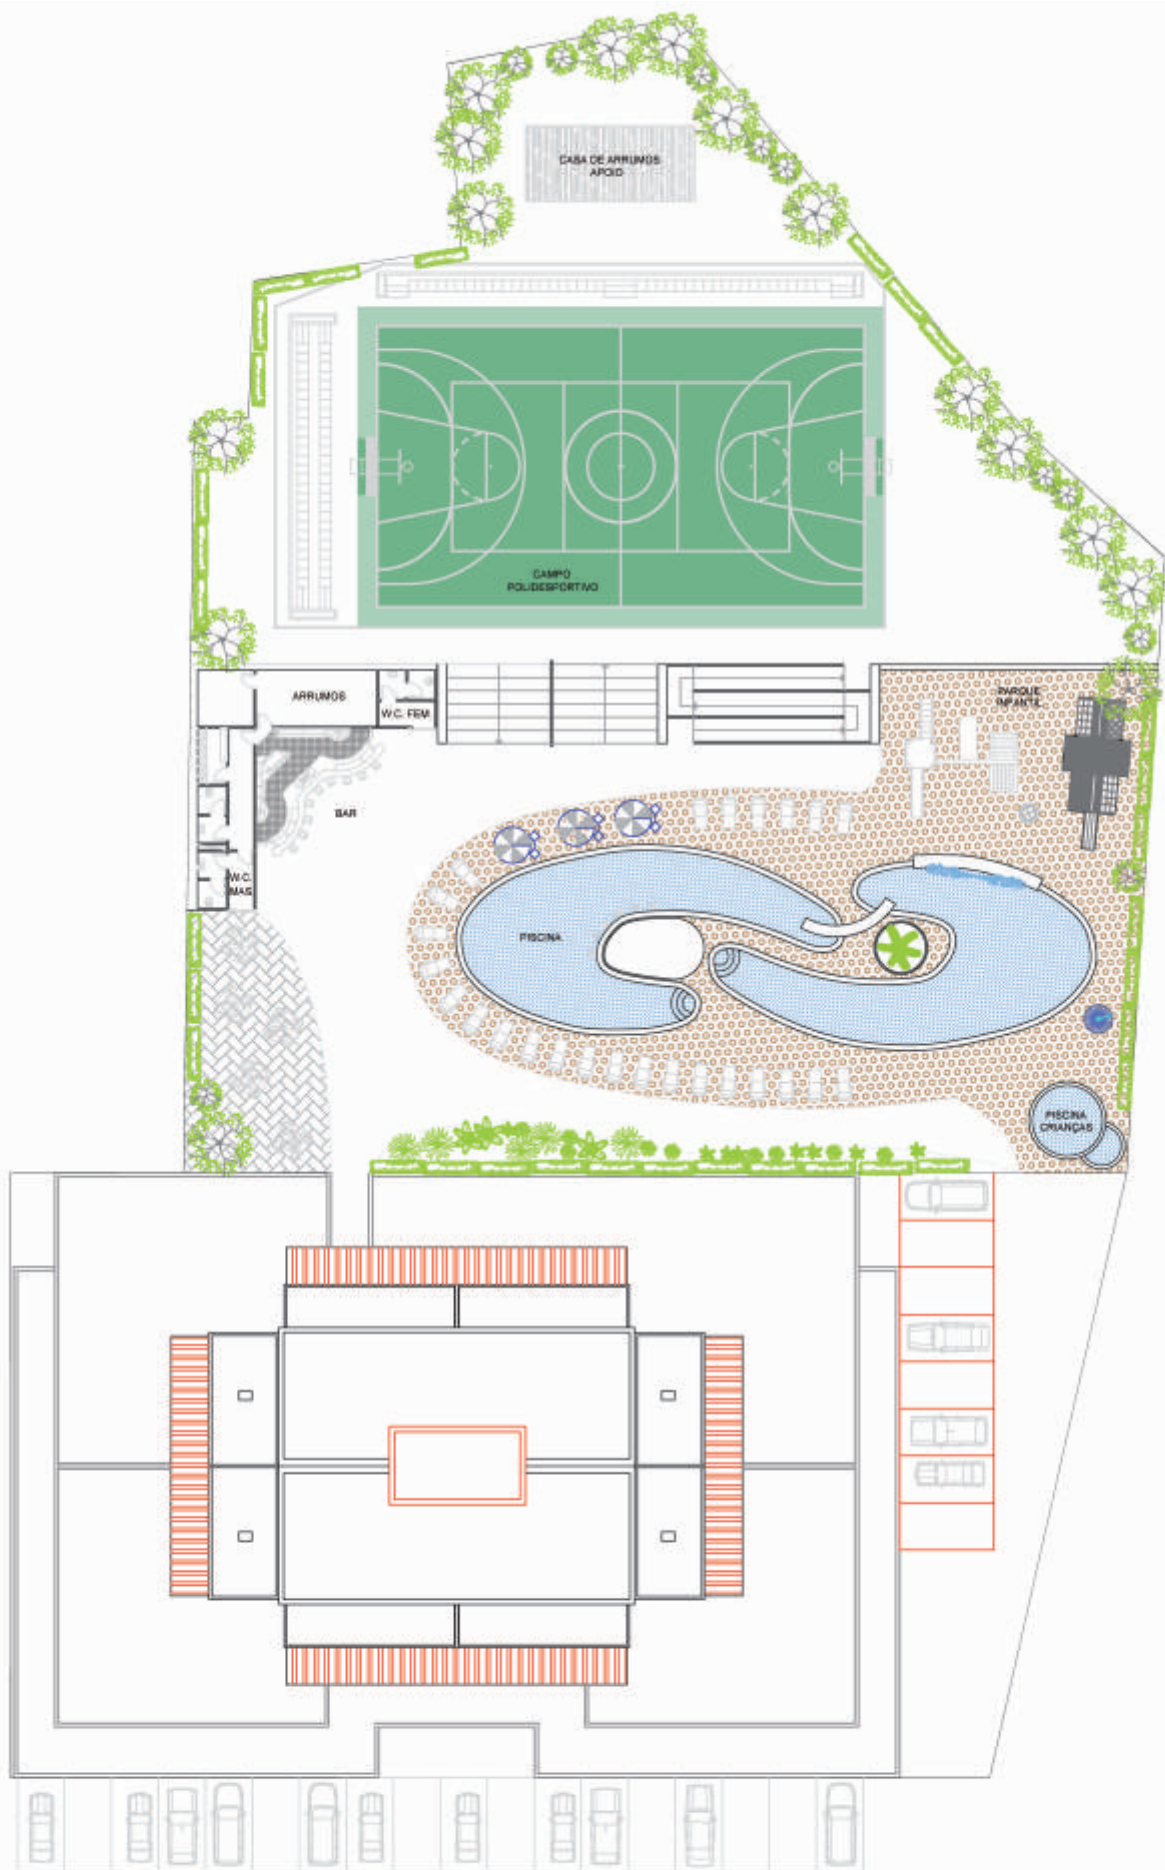 CASA DE ARRUMOS
APOIO
CAMPO
POLIDESPORTIVO
ARRUMOS
W.C. FEM
PARQUE
INFANTIL
BAR
W.C.
MAS
PISCINA
PISCINA
CRIANÇAS